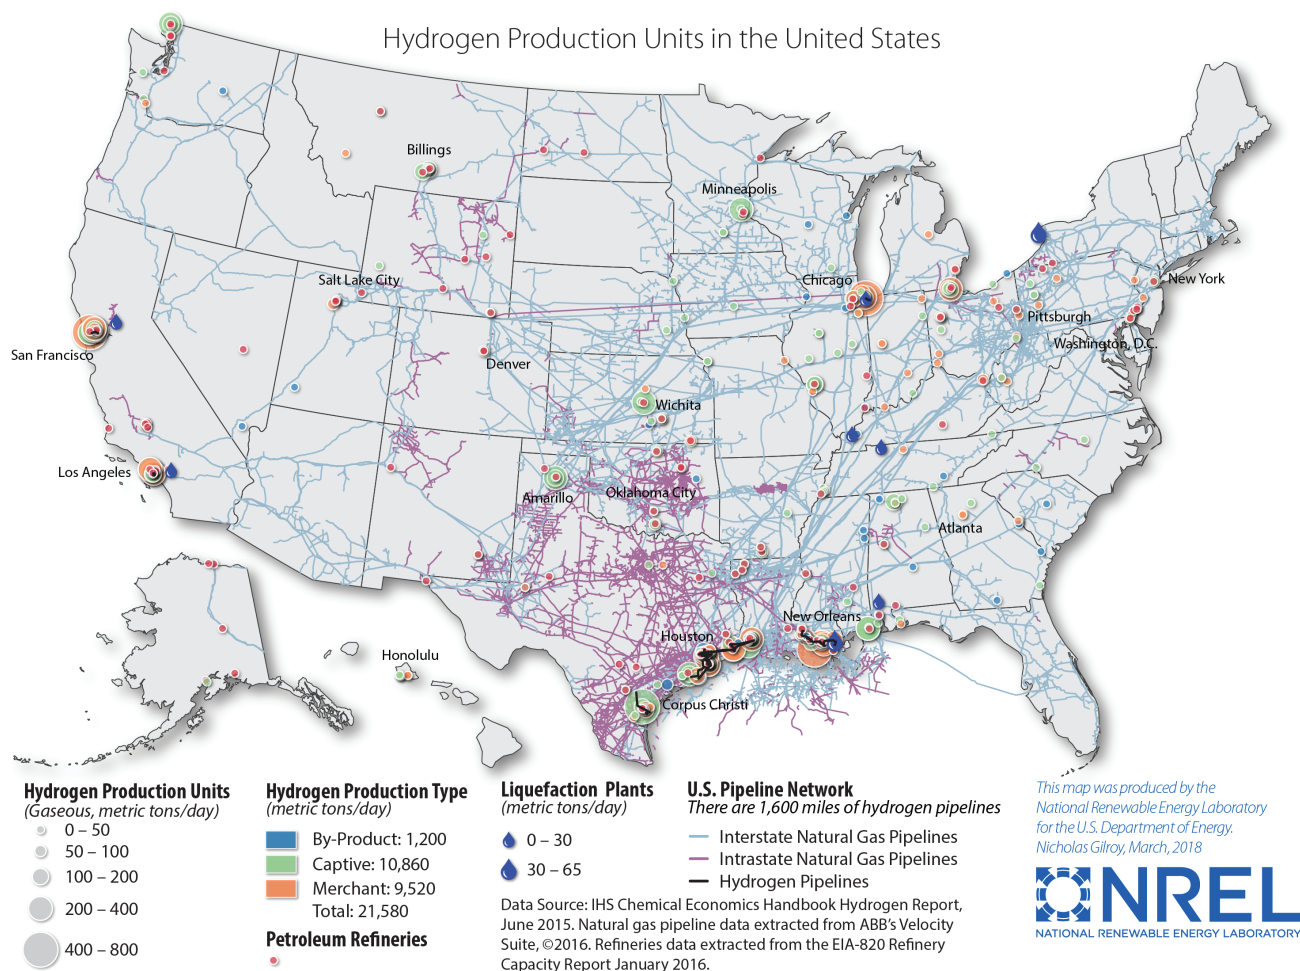 Hydrogen Production Units in the United States
Billings
Minneapolis
Salt Lake City
Chicago
New York
Pittsburgh
San Francisco
Washington, D.C.
Denver
Wichita
Los Angeles
Amarillo
Oklahoma City
Atlanta
New Orleans
Houston
Honolulu
Corpus Christi
Hydrogen Production Units
(Gaseous, metric tons/day)
0 – 50
50 – 100
100 – 200
200 – 400
400 – 800
Hydrogen Production Type
(metric tons/day)
By-Product: 1,200
Captive: 10,860
Merchant: 9,520
Total: 21,580
Petroleum Refineries
Liquefaction Plants
(metric tons/day)
0 – 30
30 – 65
U.S. Pipeline Network
There are 1,600 miles of hydrogen pipelines
Interstate Natural Gas Pipelines
Intrastate Natural Gas Pipelines
Hydrogen Pipelines
Data Source: IHS Chemical Economics Handbook Hydrogen Report,
June 2015. Natural gas pipeline data extracted from ABB's Velocity
Suite, ©2016. Refineries data extracted from the EIA-820 Refinery
Capacity Report January 2016.
This map was produced by the
National Renewable Energy Laboratory
for the U.S. Department of Energy.
Nicholas Gilroy, March, 2018
NREL
NATIONAL RENEWABLE ENERGY LABORATORY